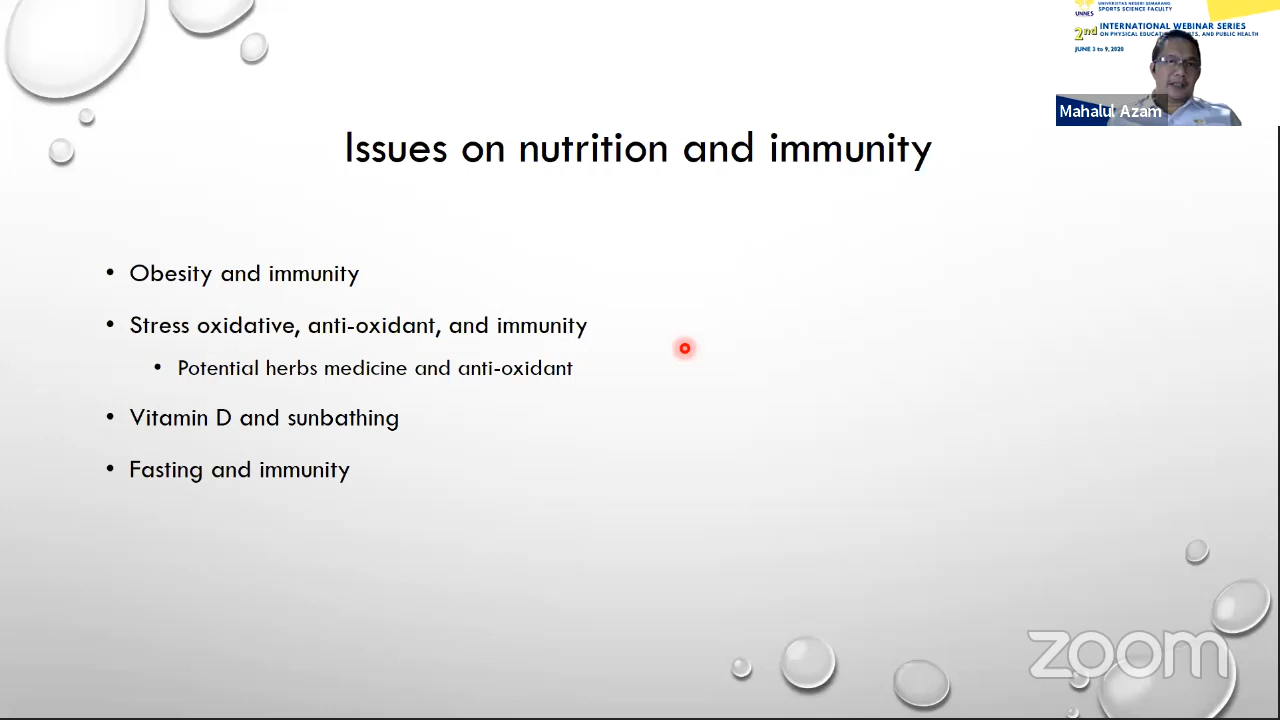 UNIVERSITAS NEGERI SEMARANG
SPORTS SCIENCE FACULTY
UNNES
2nd INTERNATIONAL WEBINAR SERIES
ON PHYSICAL AND PUBLIC HEALTH
JUNE 3 to 9, 2020
Mahalul Azam
Issues on nutrition and immunity
• Obesity and immunity
• Stress oxidative, anti-oxidant, and immunity
• Potential herbs medicine and anti-oxidant
• Vitamin D and sunbathing
• Fasting and immunity
zoom